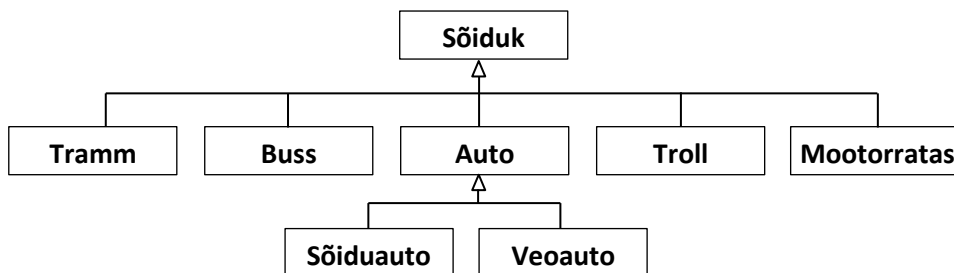 Sõiduk
Tramm
Buss
Auto
Troll
Mootorratas
Sõiduauto
Veoauto